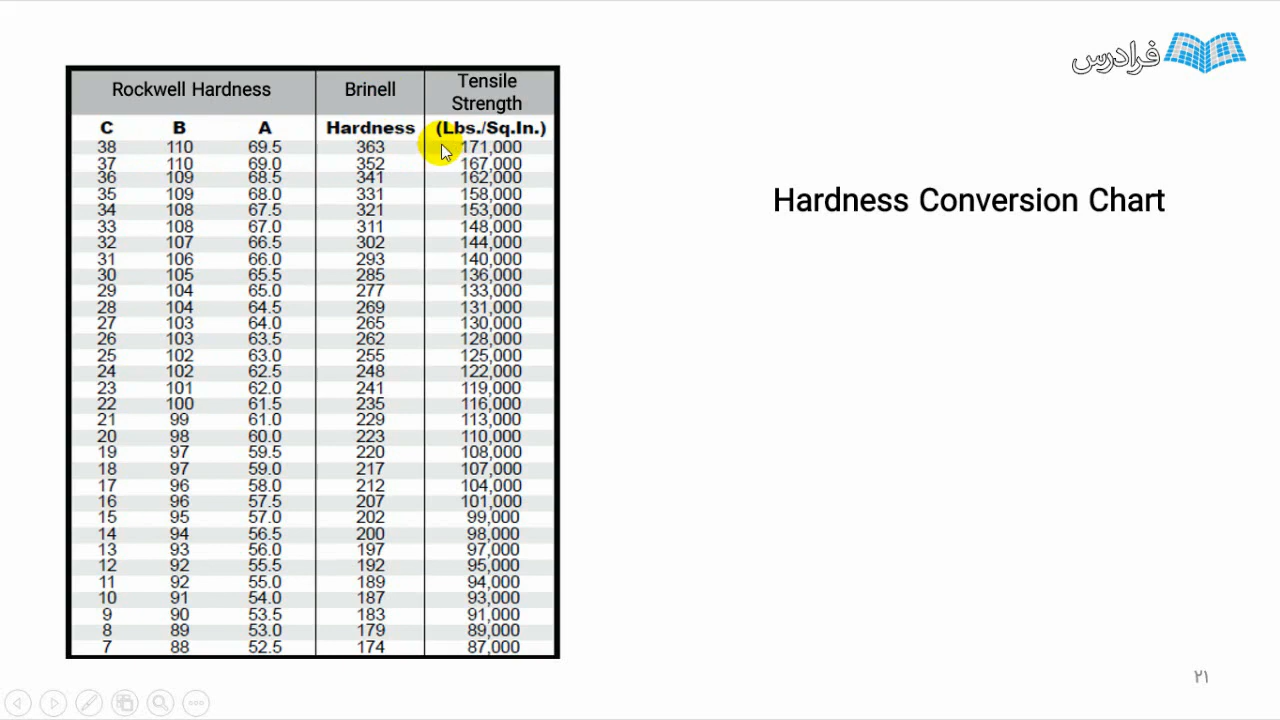 فرادرس
Rockwell Hardness Brinell Tensile Strength
C B A Hardness (Lbs./Sq.In.)
38 110 69.5 363 171,000
37 110 69.0 352 167,000
36 109 68.5 341 162,000
35 109 68.0 331 158,000
34 108 67.5 321 153,000
33 108 67.0 311 148,000
32 107 66.5 302 144,000
31 106 66.0 293 140,000
30 105 65.5 285 136,000
29 104 65.0 277 133,000
28 104 64.5 269 131,000
27 103 64.0 265 130,000
26 103 63.5 262 128,000
25 102 63.0 255 125,000
24 102 62.5 248 122,000
23 101 62.0 241 119,000
22 100 61.5 235 116,000
21 99 61.0 229 113,000
20 98 60.0 223 110,000
19 97 59.5 220 108,000
18 97 59.0 217 107,000
17 96 58.0 212 104,000
16 96 57.5 207 101,000
15 95 57.0 202 99,000
14 94 56.5 200 98,000
13 93 56.0 197 97,000
12 92 55.5 192 95,000
11 92 55.0 189 94,000
10 91 54.0 187 93,000
9 90 53.5 183 91,000
8 89 53.0 179 89,000
7 88 52.5 174 87,000
Hardness Conversion Chart
۲۱